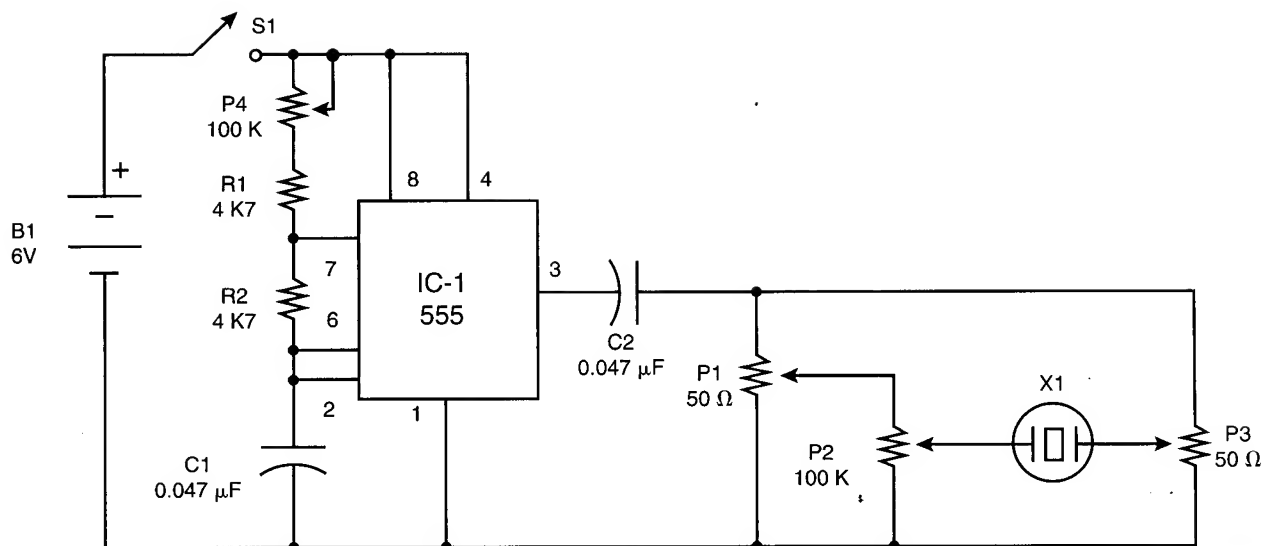 S1
P4
100 K
+
-
B1
6V
R1
4 K7
8
4
7
R2
4 K7
6
IC-1
555
3
C2
0.047 µF
2
1
C1
0.047 µF
P1
50 Ω
X1
P2
100 K
P3
50 Ω